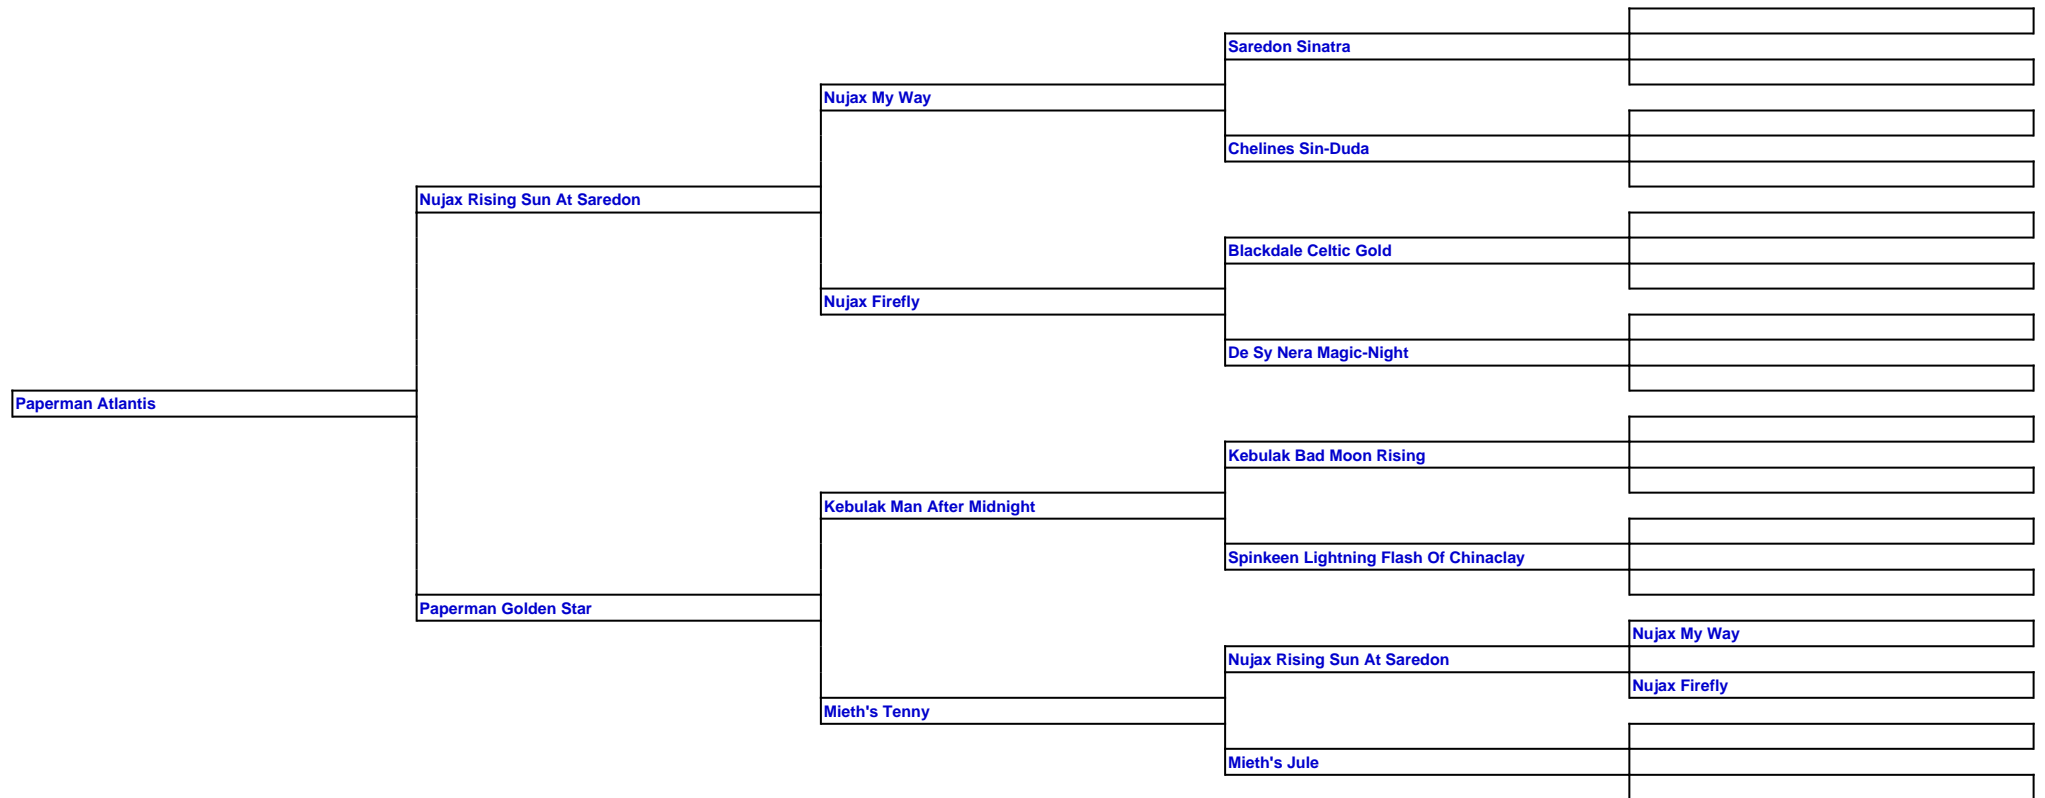 Saredon Sinatra
Nujax My Way
Chelines Sin-Duda
Nujax Rising Sun At Saredon
Blackdale Celtic Gold
Nujax Firefly
De Sy Nera Magic-Night
Paperman Atlantis
Kebulak Bad Moon Rising
Kebulak Man After Midnight
Spinkeen Lightning Flash Of Chinaclay
Paperman Golden Star
Nujax My Way
Nujax Rising Sun At Saredon
Nujax Firefly
Mieth's Tenny
Mieth's Jule